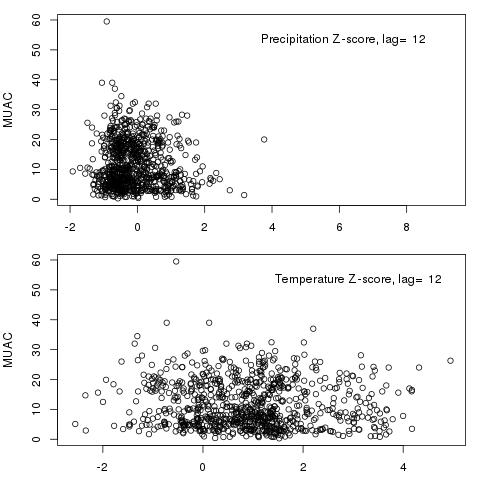 Precipitation Z-score, lag= 12
MUAC
0 10 20 30 40 50 60
-2 0 2 4 6 8
Temperature Z-score, lag= 12
MUAC
0 10 20 30 40 50 60
-2 0 2 4